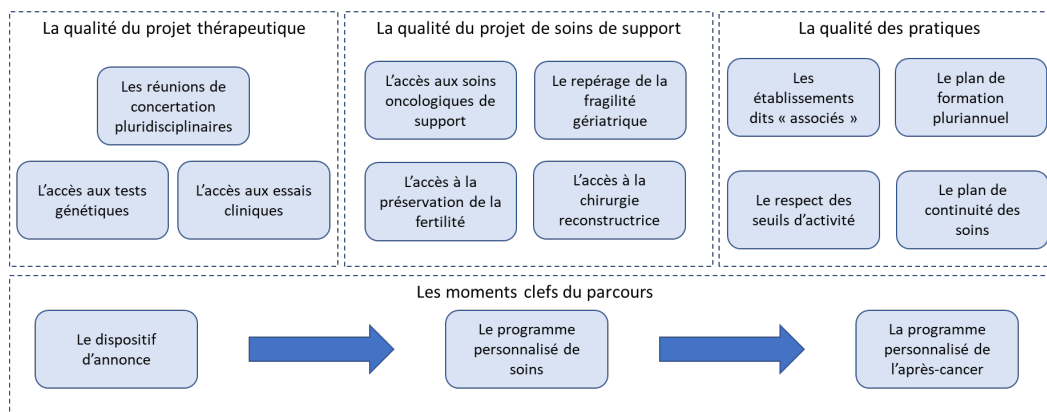 La qualité du projet thérapeutique
Les réunions de
concertation
pluridisciplinaires
L'accès aux tests
génétiques
L'accès aux essais
cliniques
La qualité du projet de soins de support
L'accès aux soins
oncologiques de
support
Le repérage de la
fragilité
gériatrique
L'accès à la
préservation de la
fertilité
L'accès à la
chirurgie
reconstructrice
La qualité des pratiques
Les
établissements
dits « associés »
Le plan de
formation
pluriannuel
Le respect des
seuils d'activité
Le plan de
continuité des
soins
Les moments clefs du parcours
Le dispositif
d'annonce
Le programme
personnalisé de
soins
La programme
personnalisé de
l'après-cancer